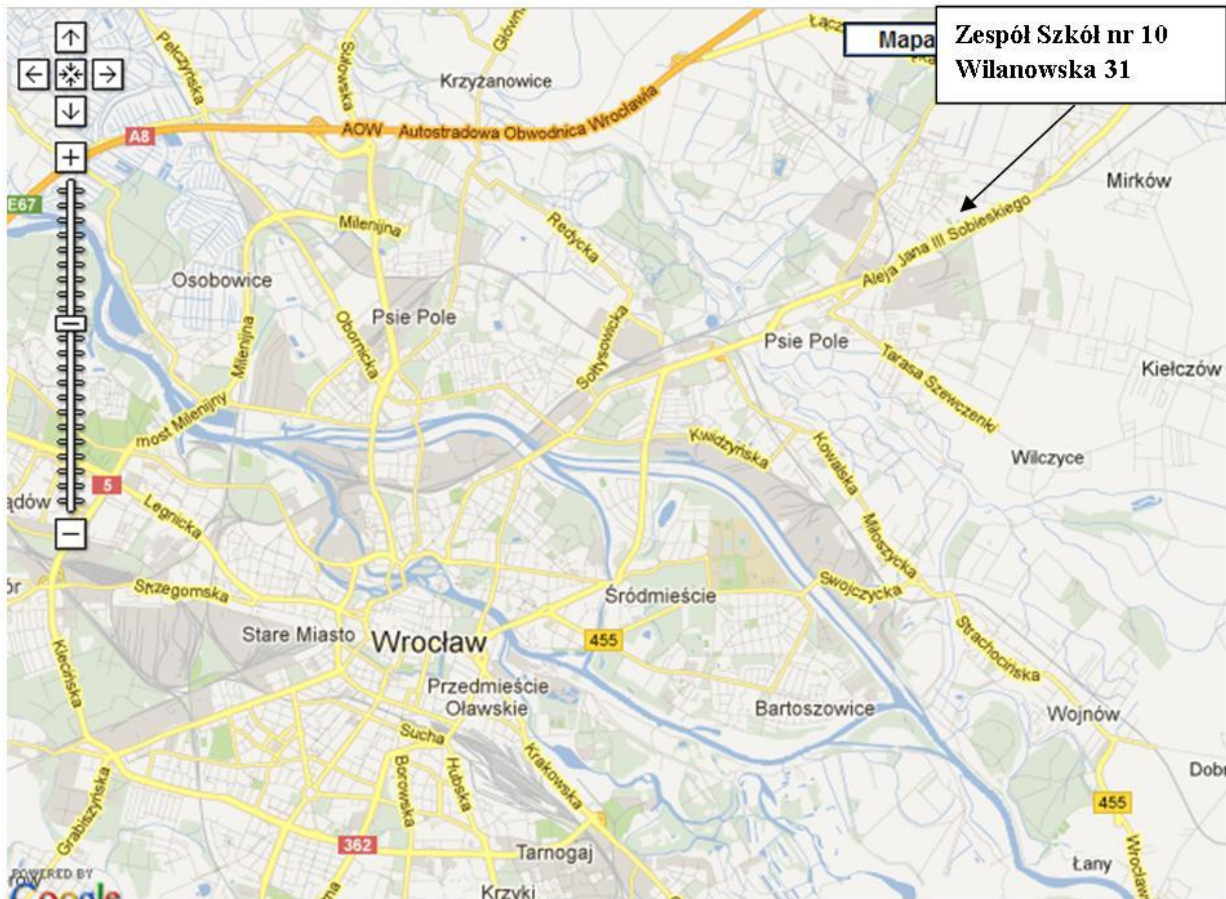 Zespół Szkół nr 10
Wilanowska 31
Mapa
Pełczyńska
Sułowska
Główna
Krzyżanowice
A8
AOW
Autostradowa Obwodnica Wrocławia
E67
Mirków
Milenijna
Redycka
Aleja Jana III Sobieskiego
Osobowice
Psie Pole
Obornicka
Milenijna
Sołtysowicka
Psie Pole
Tarasa Szewczenki
Kiełczów
most Milenijny
Kwidzyńska
Kowalska
Wilczyce
5
Legnicka
Miłoszycka
Strzegomska
Śródmieście
Swojczycka
Stare Miasto
Wrocław
455
Strachocińska
Klecińska
Przedmieście
Oławskie
Bartoszowice
Wojnów
Sucha
Borowska
Hubska
Krakowska
Grabiszyńska
362
Tarnogaj
455
Łany
POWERED BY
Google
Krzyki